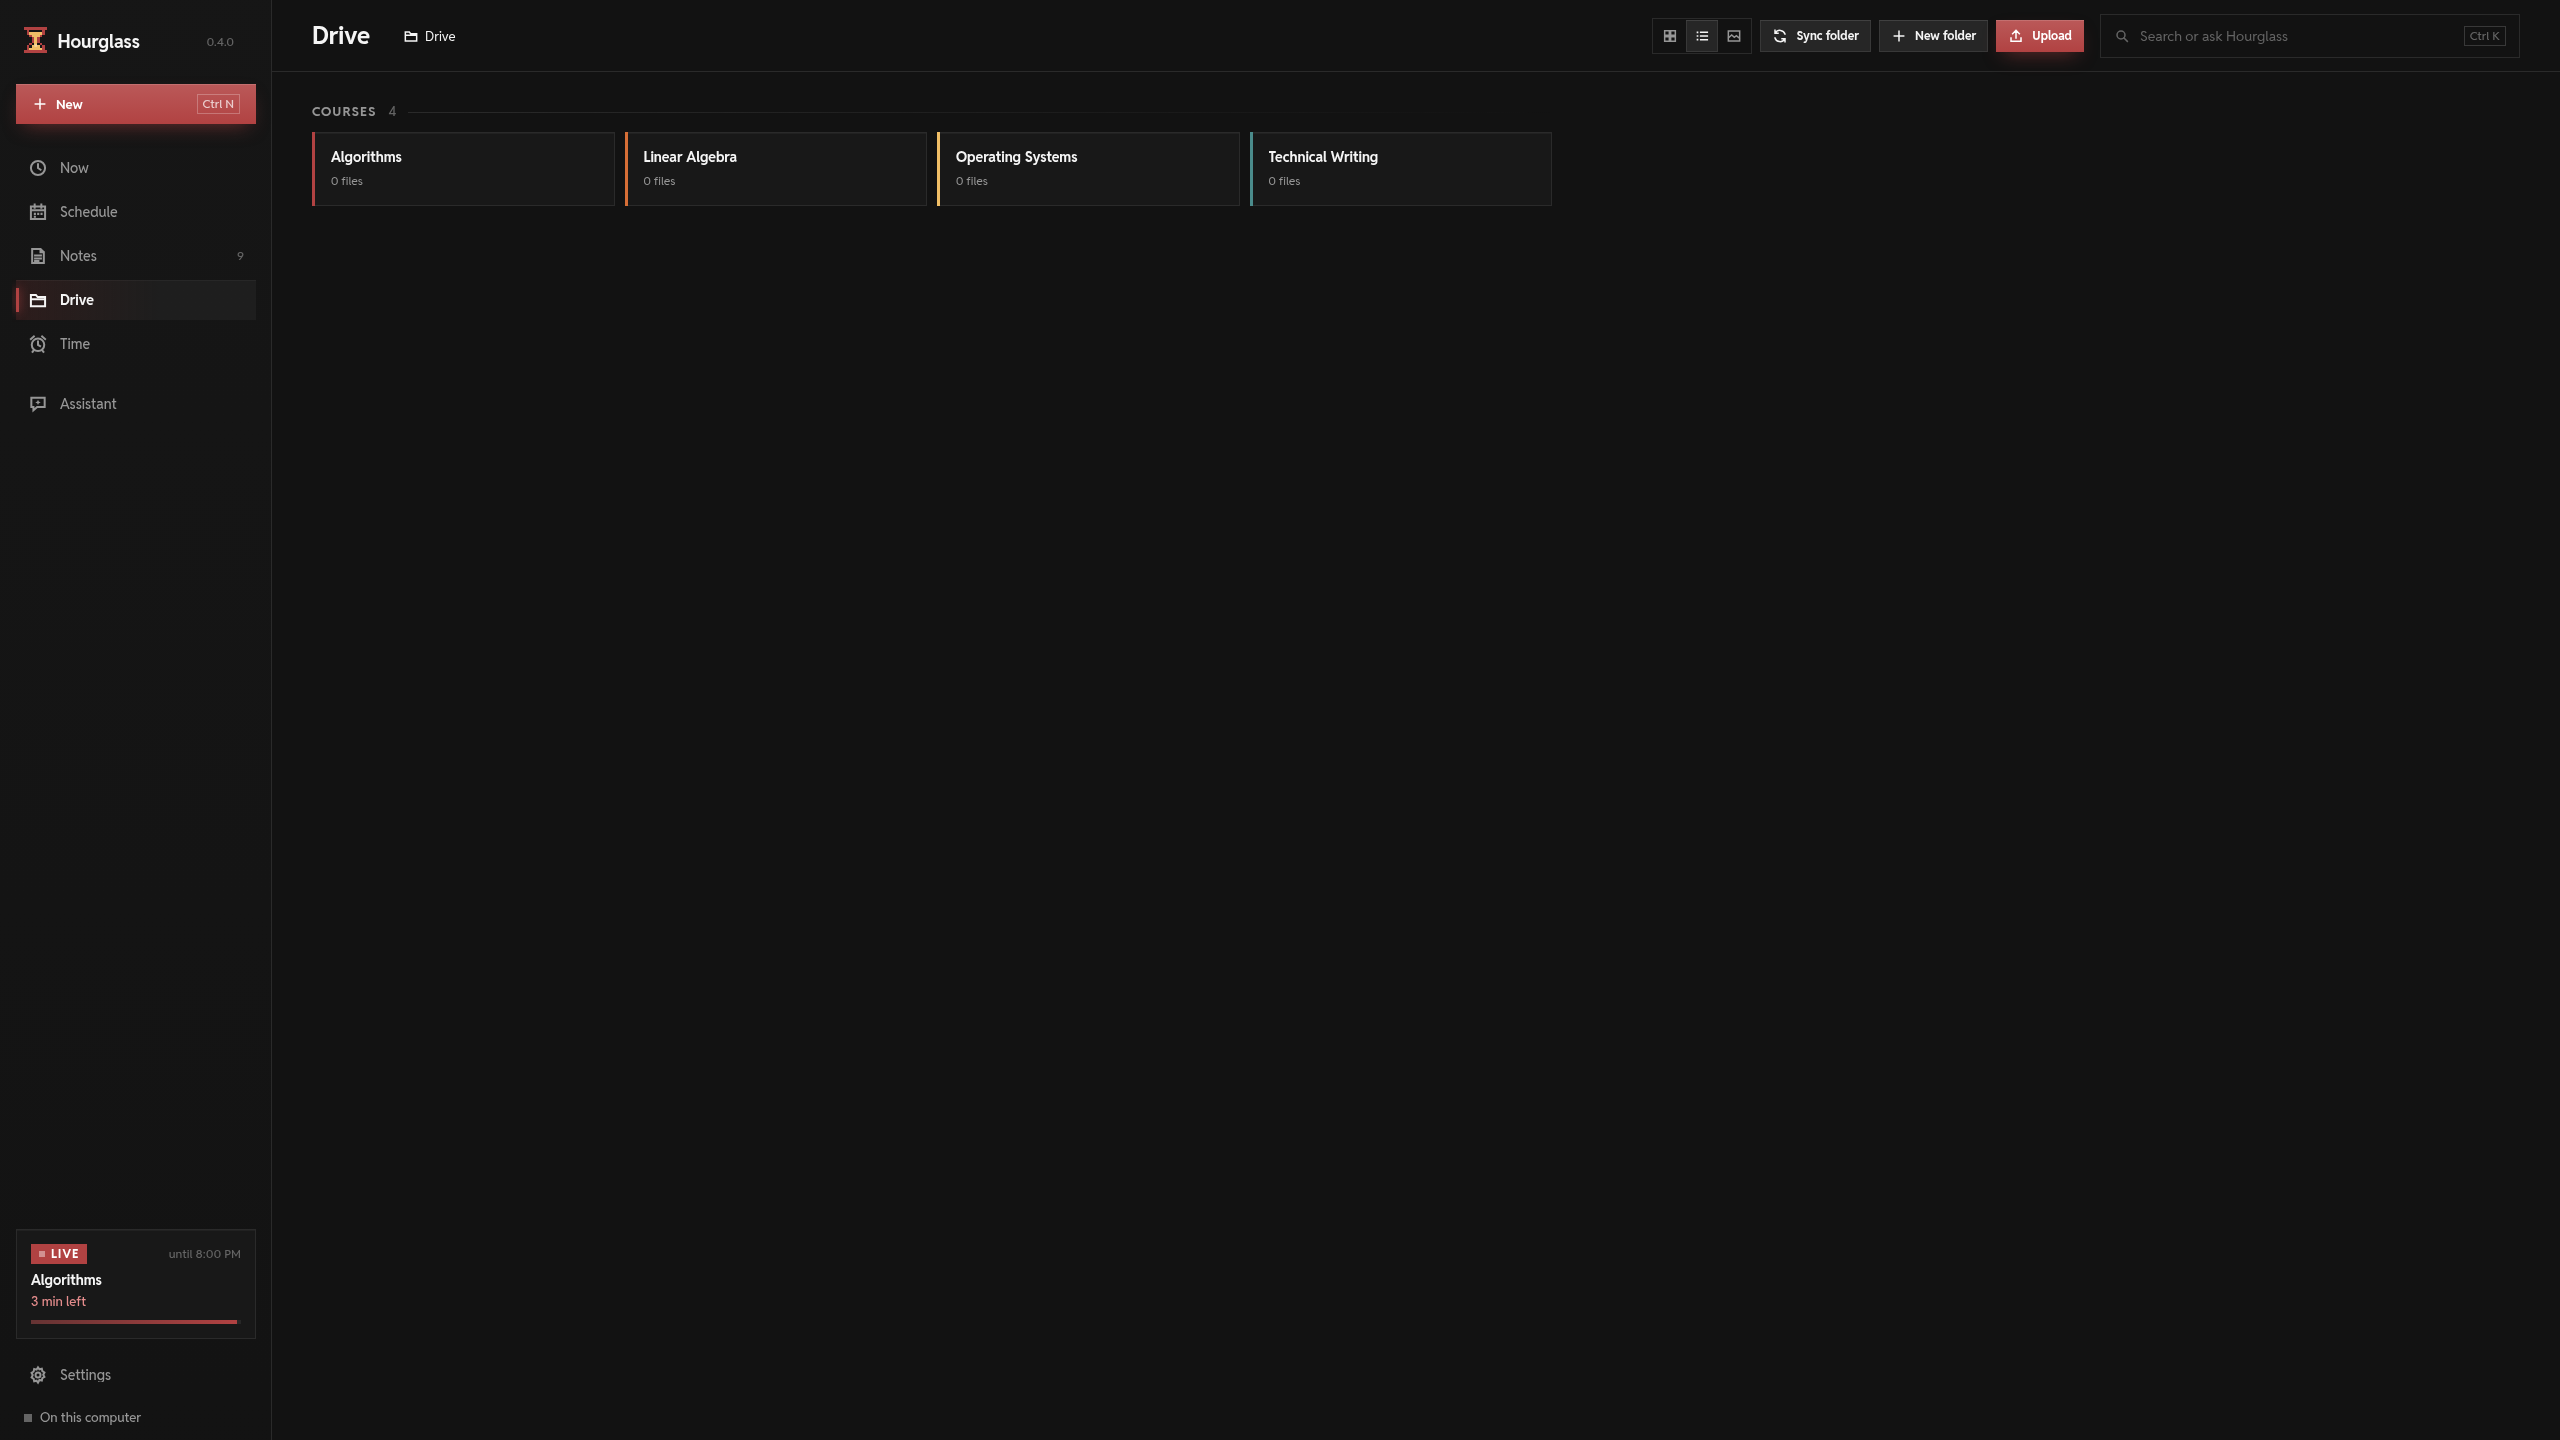 Hourglass 0.4.0
New Ctrl N
Now
Schedule
Notes 9
Drive
Time
Assistant
LIVE until 8:00 PM
Algorithms
3 min left
Settings
On this computer
Drive Drive Sync folder New folder Upload Search or ask Hourglass Ctrl K
COURSES 4
Algorithms
0 files
Linear Algebra
0 files
Operating Systems
0 files
Technical Writing
0 files